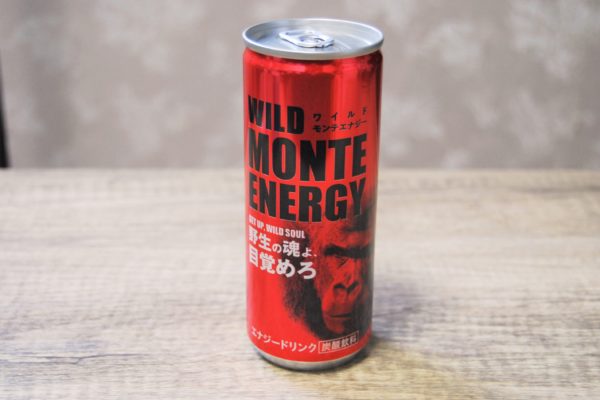 WILD
ワイルド
モンテエナジー
MONTE
ENERGY
GET UP, WILD SOUL
野生の魂よ、
目覚めろ
エナジードリンク 炭酸飲料